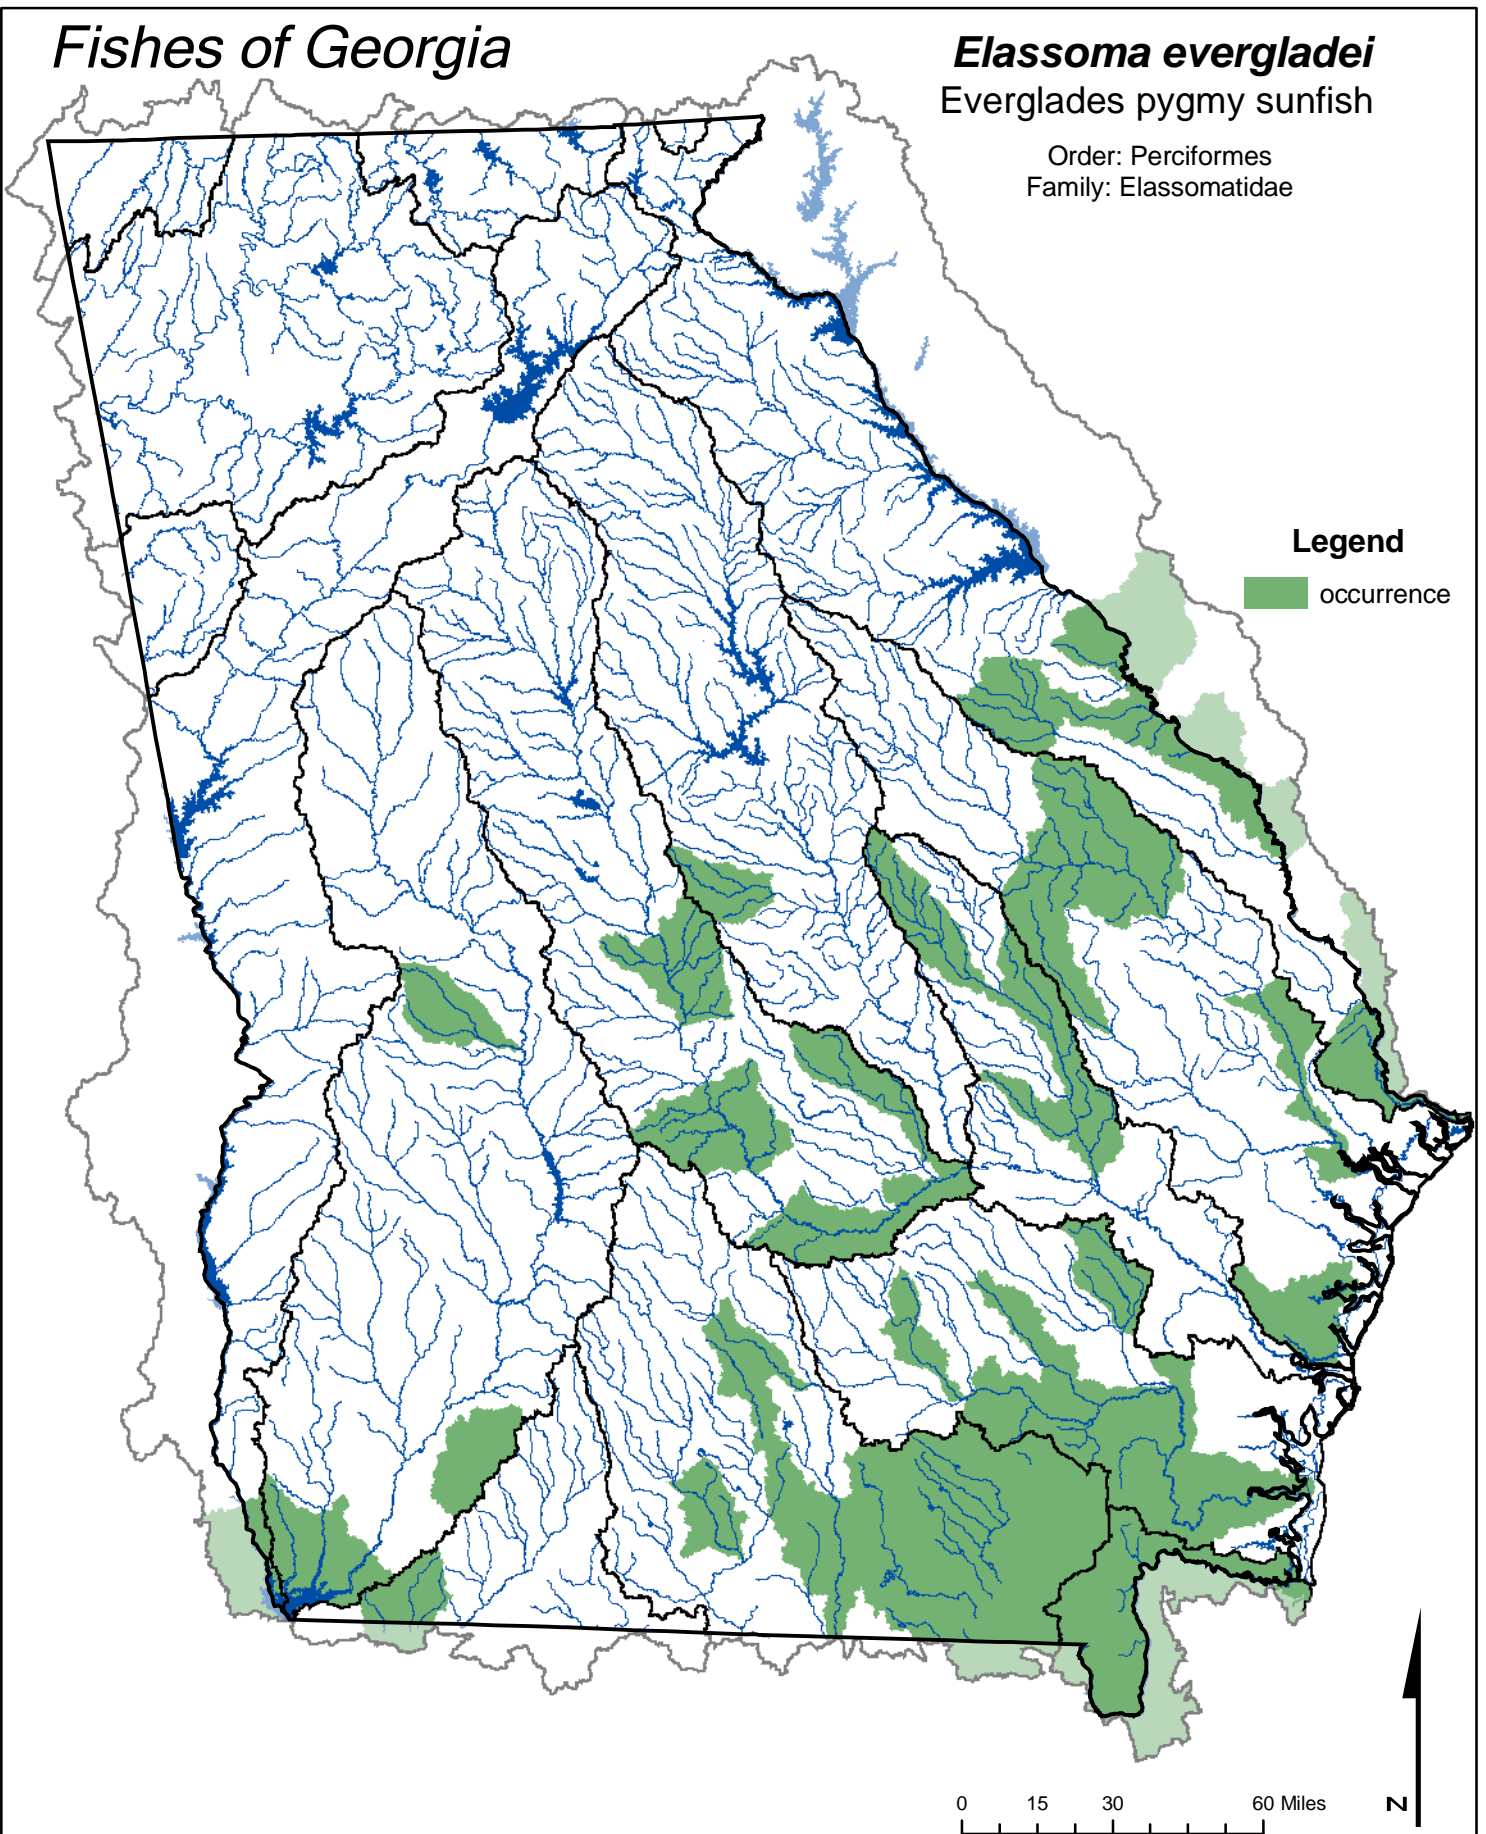 Fishes of Georgia
Elassoma evergladei
Everglades pygmy sunfish
Order: Perciformes
Family: Elassomatidae
Legend
occurrence
0 15 30 60 Miles
N